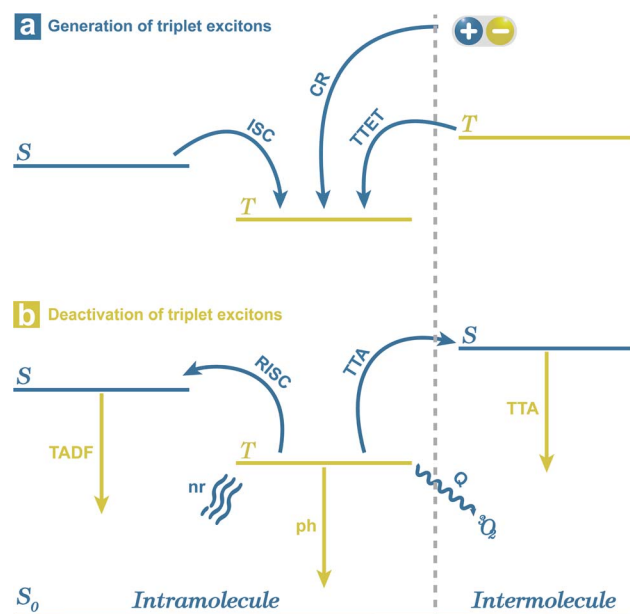 a Generation of triplet excitons
+ −
CR
ISC
TTET
S
T
T
b Deactivation of triplet excitons
S
RISC
TTA
S
TADF
T
TTA
nr
ph
Q
³O₂
S₀
Intramolecule
Intermolecule